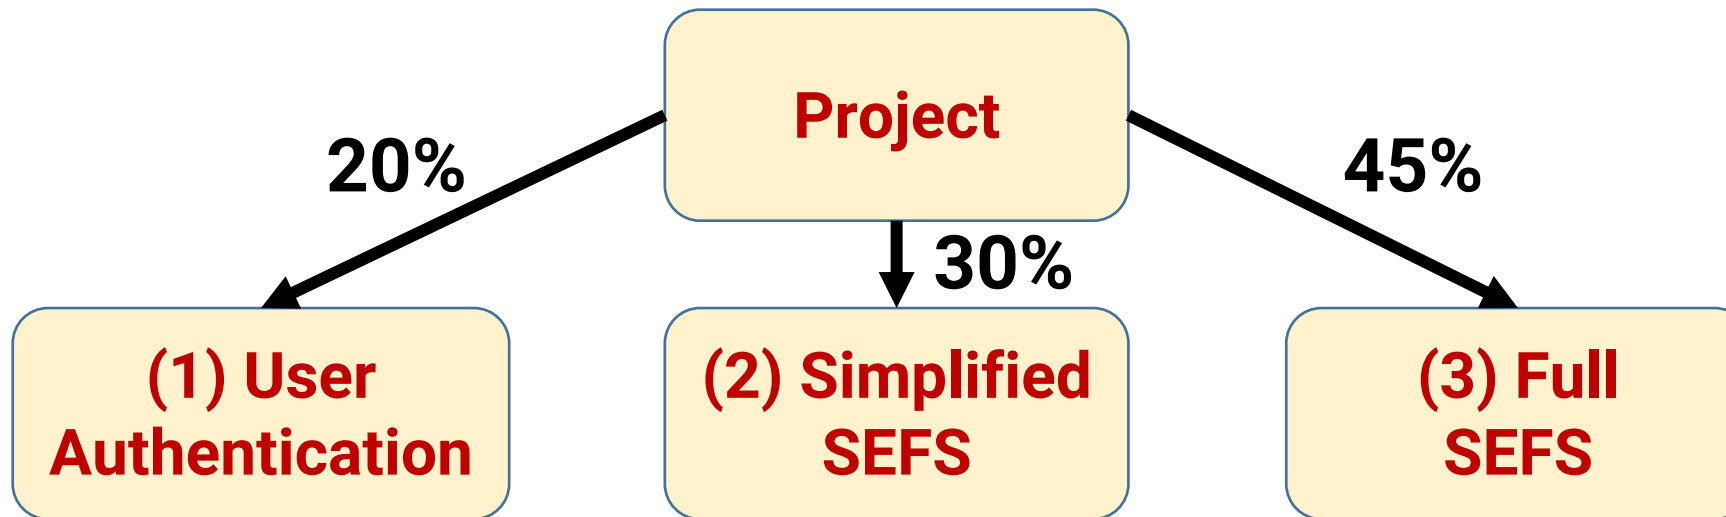 Project
20%
30%
45%
(1) User
Authentication
(2) Simplified
SEFS
(3) Full
SEFS